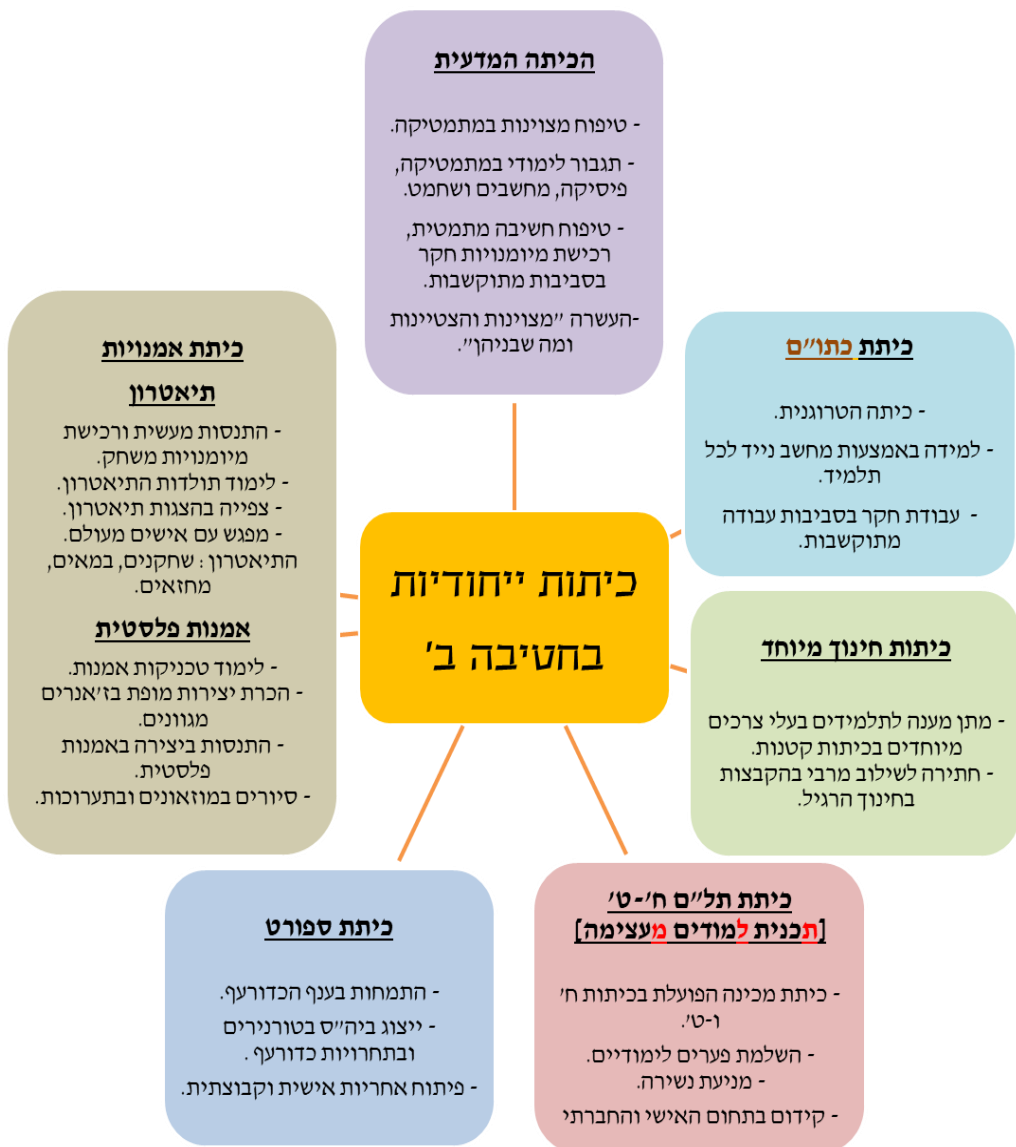 הכיתה המדעית
- טיפוח מצוינות במתמטיקה.
- תגבור לימודי במתמטיקה,
פיסיקה, מחשבים ושחמט.
- טיפוח חשיבה מתמטית,
רכישת מיומנויות חקר
בסביבות מתוקשבות.
-העשרה "מצוינות והצטיינות
ומה שבניהן".
כיתת כתו"ם
- כיתה הטרוגנית.
- למידה באמצעות מחשב נייד לכל
תלמיד.
- עבודת חקר בסביבות עבודה
מתוקשבות.
כיתות חינוך מיוחד
- מתן מענה לתלמידים בעלי צרכים
מיוחדים בכיתות קטנות.
- חתירה לשילוב מרבי בהקבצות
בחינוך הרגיל.
כיתת תל"ם ח'-ט'
[תכנית למודים מעצימה]
- כיתת מכינה הפועלת בכיתות ח'
ו-ט'.
- השלמת פערים לימודיים.
- מניעת נשירה.
- קידום בתחום האישי והחברתי
כיתת ספורט
- התמחות בענף הכדורעף.
- ייצוג ביה"ס בטורנירים
ובתחרויות כדורעף .
- פיתוח אחריות אישית וקבוצתית.
כיתת אמנויות
תיאטרון
- התנסות מעשית ורכישת
מיומנויות משחק.
- לימוד תולדות התיאטרון.
- צפייה בהצגות תיאטרון.
- מפגש עם אישים מעולם.
התיאטרון : שחקנים, במאים,
מחזאים.
אמנות פלסטית
- לימוד טכניקות אמנות.
- הכרת יצירות מופת בז'אנרים
מגוונים.
- התנסות ביצירה באמנות
פלסטית.
- סיורים במוזאונים ובתערוכות.
כיתות ייחודיות
בחטיבה ב'